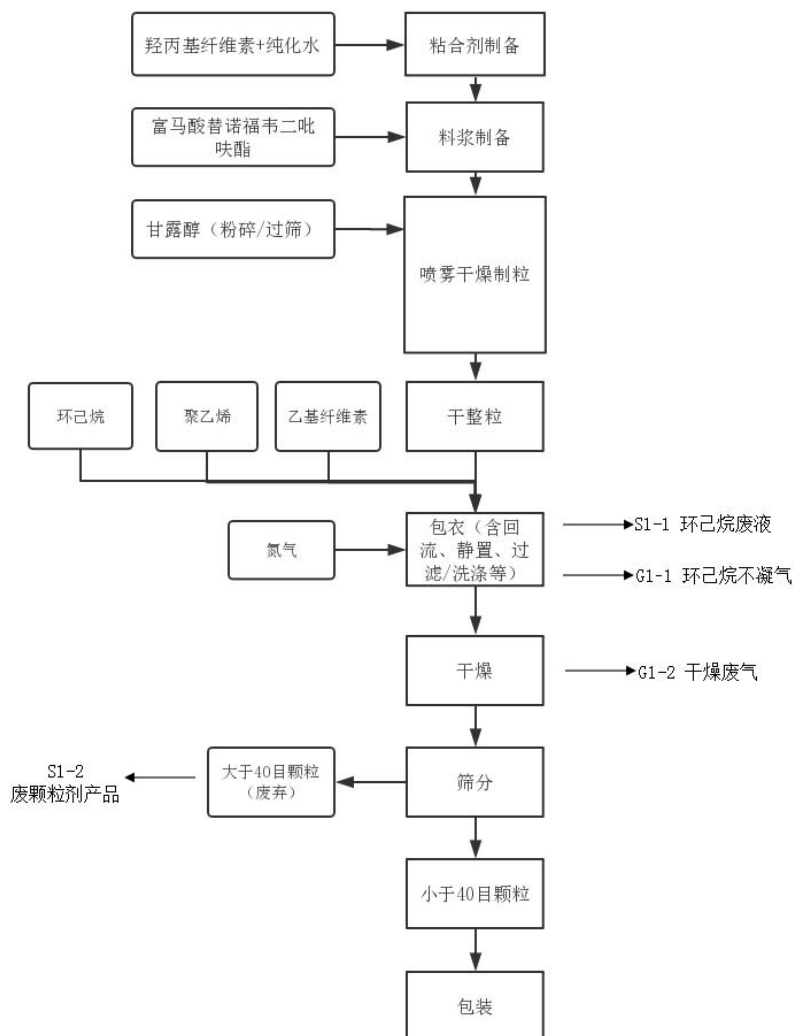 羟丙基纤维素+纯化水
粘合剂制备
富马酸替诺福韦二吡
呋酯
料浆制备
甘露醇（粉碎/过筛）
喷雾干燥制粒
环己烷
聚乙烯
乙基纤维素
干整粒
氮气
包衣（含回
流、静置、过
滤/洗涤等）
S1-1 环己烷废液
G1-1 环己烷不凝气
干燥
G1-2 干燥废气
S1-2
废颗粒剂产品
大于40目颗粒
（废弃）
筛分
小于40目颗粒
包装